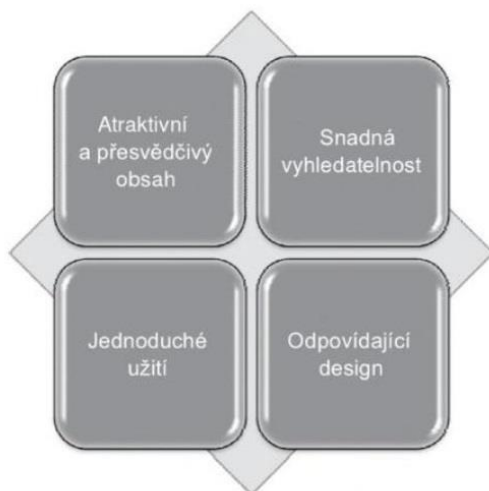 Atraktivní
a přesvědčivý
obsah
Snadná
vyhledatelnost
Jednoduché
užití
Odpovídající
design